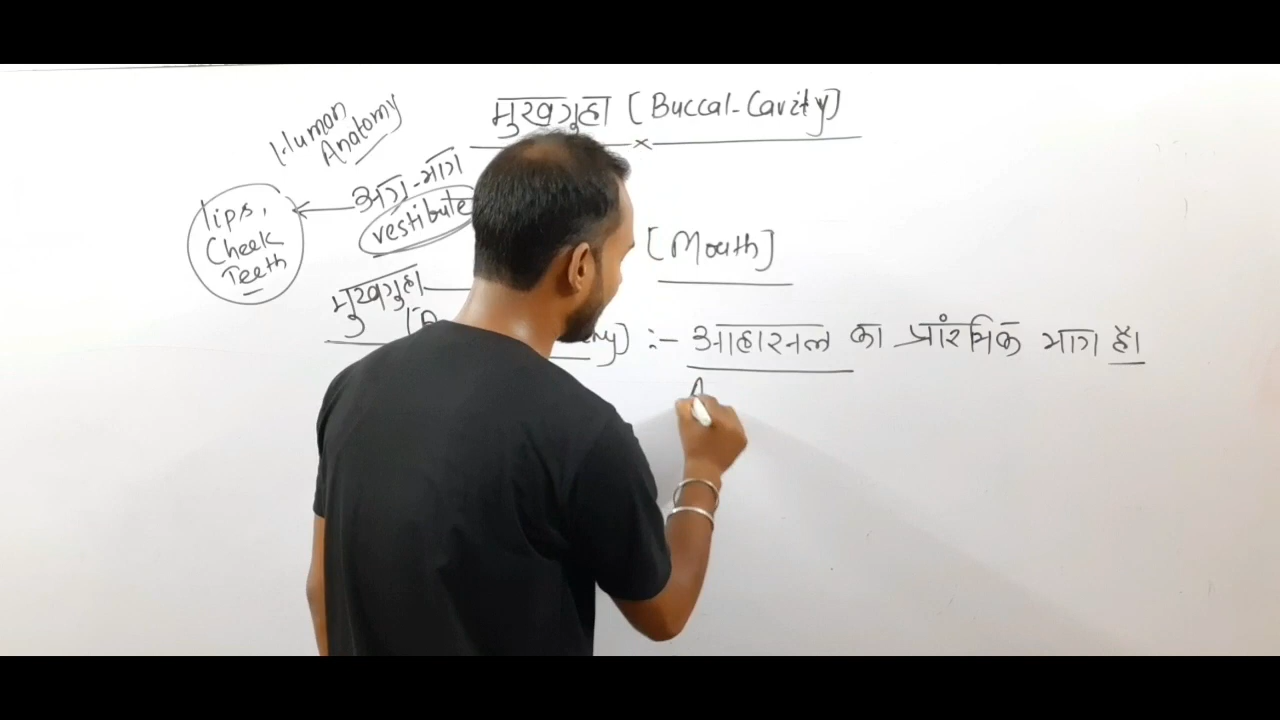 मुखगुहा [Buccal-Cavity]
Human
Anatomy
अग्र-भाग
vestibule
Lips,
Cheek
Teeth
[Mouth]
मुखगुहा
:- आहारनल का प्रांरभिक भाग है।